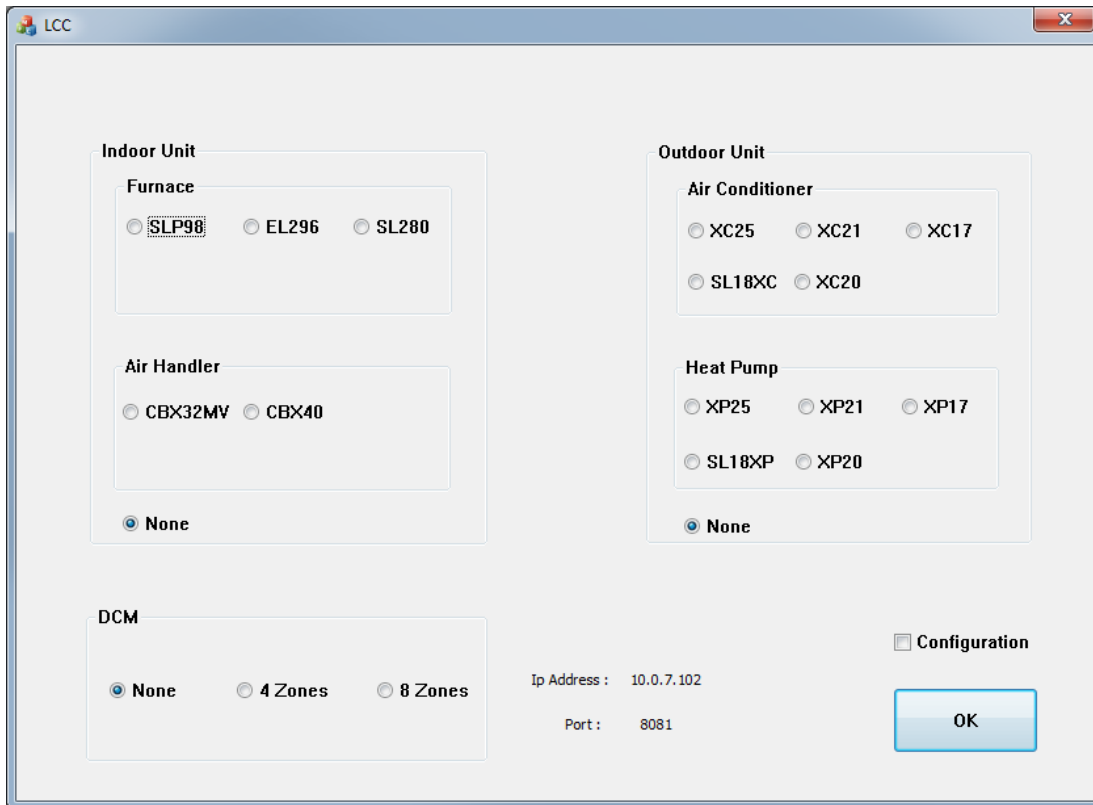 LCC
Indoor Unit
Furnace
SLP98 EL296 SL280
Air Handler
CBX32MV CBX40
None
Outdoor Unit
Air Conditioner
XC25 XC21 XC17
SL18XC XC20
Heat Pump
XP25 XP21 XP17
SL18XP XP20
None
DCM
None 4 Zones 8 Zones
Ip Address : 10.0.7.102
Port : 8081
Configuration
OK